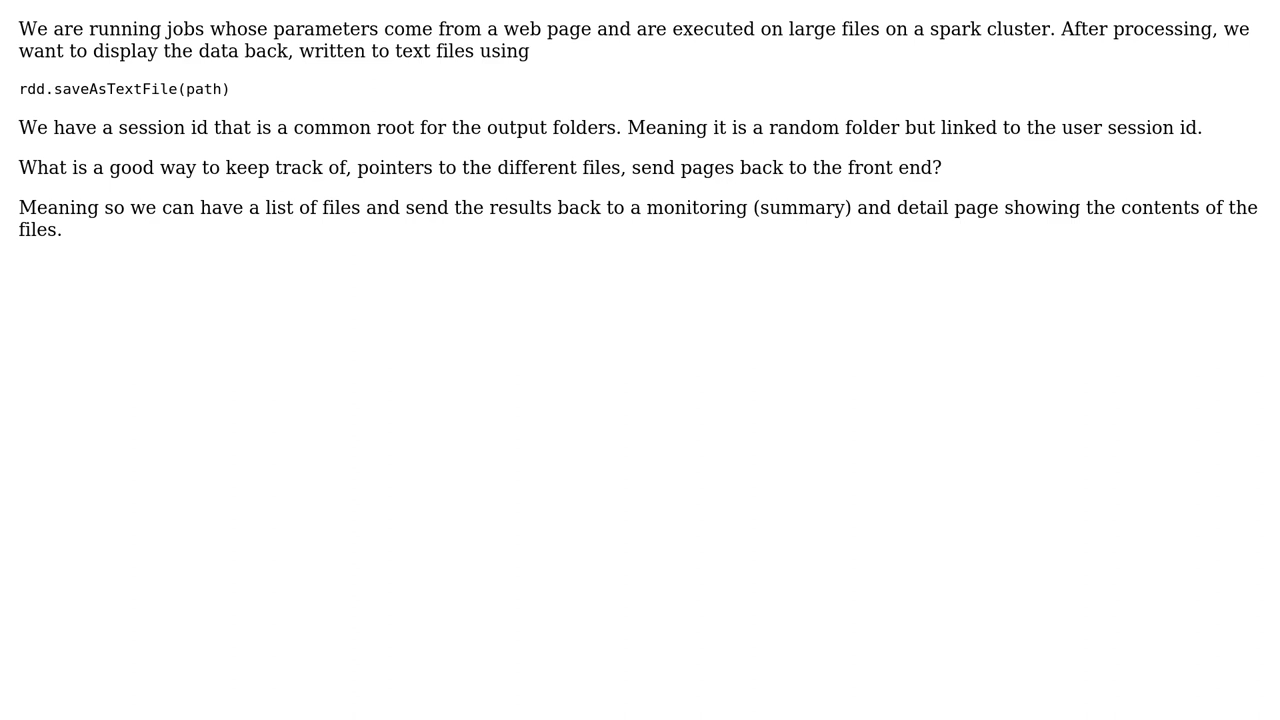 We are running jobs whose parameters come from a web page and are executed on large files on a spark cluster. After processing, we
want to display the data back, written to text files using
rdd.saveAsTextFile(path)
We have a session id that is a common root for the output folders. Meaning it is a random folder but linked to the user session id.
What is a good way to keep track of, pointers to the different files, send pages back to the front end?
Meaning so we can have a list of files and send the results back to a monitoring (summary) and detail page showing the contents of the
files.